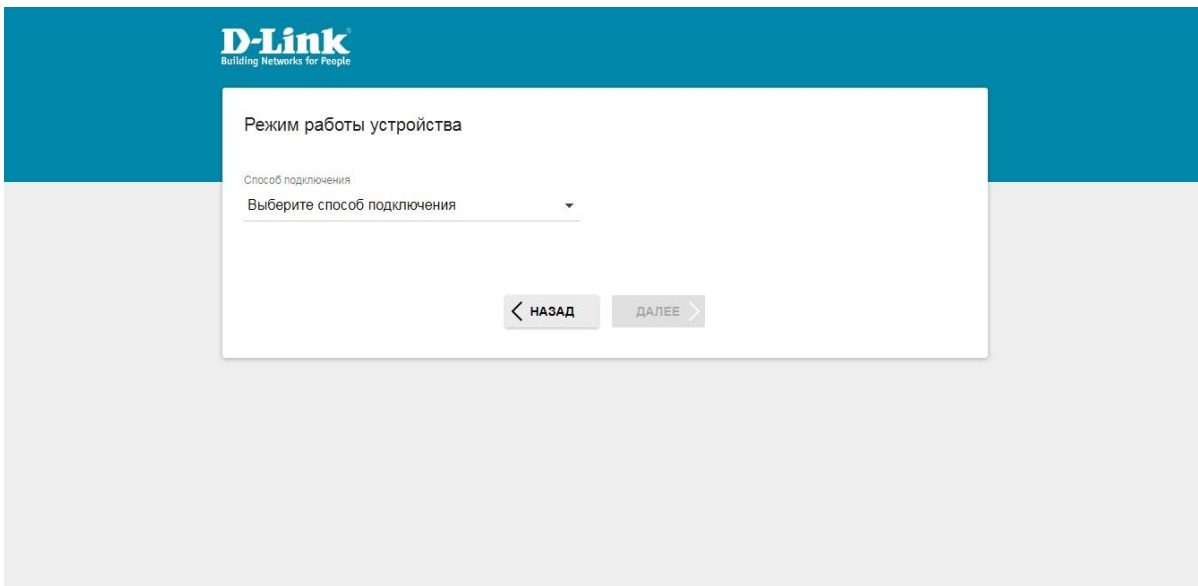 D-Link
Building Networks for People
Режим работы устройства
Способ подключения
Выберите способ подключения
НАЗАД
ДАЛЕЕ